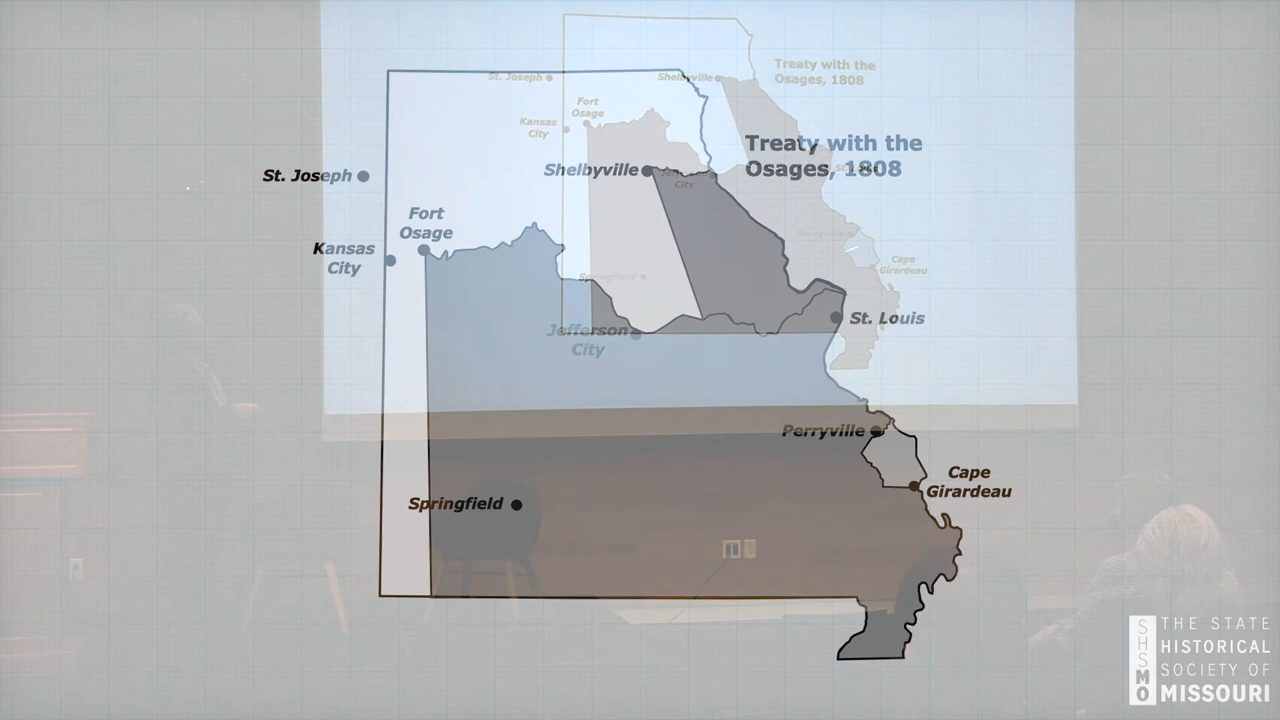 St. Joseph
Shelbyville
Treaty with the
Osages, 1808
Fort
Osage
Kansas
City
Treaty with the
Osages, 1808
Shelbyville
St. Joseph
City
Fort
Osage
Kansas
City
Perryville
Cape
Girardeau
Springfield
St. Louis
Jefferson
City
Perryville
Cape
Girardeau
Springfield
SHSMO
THE STATE
HISTORICAL
SOCIETY OF
MISSOURI